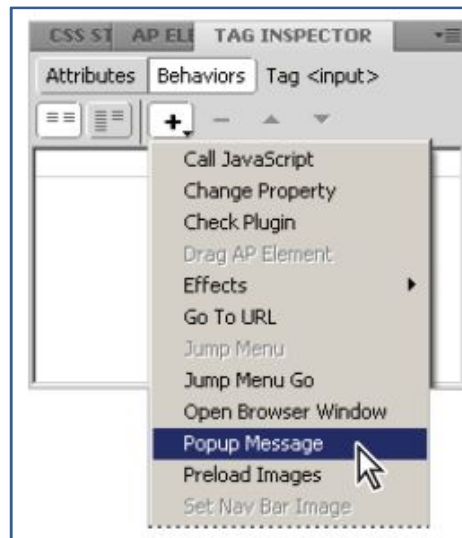 CSS ST AP ELE TAG INSPECTOR
Attributes Behaviors Tag <input>
Call JavaScript
Change Property
Check Plugin
Drag AP Element
Effects
Go To URL
Jump Menu
Jump Menu Go
Open Browser Window
Popup Message
Preload Images
Set Nav Bar Image